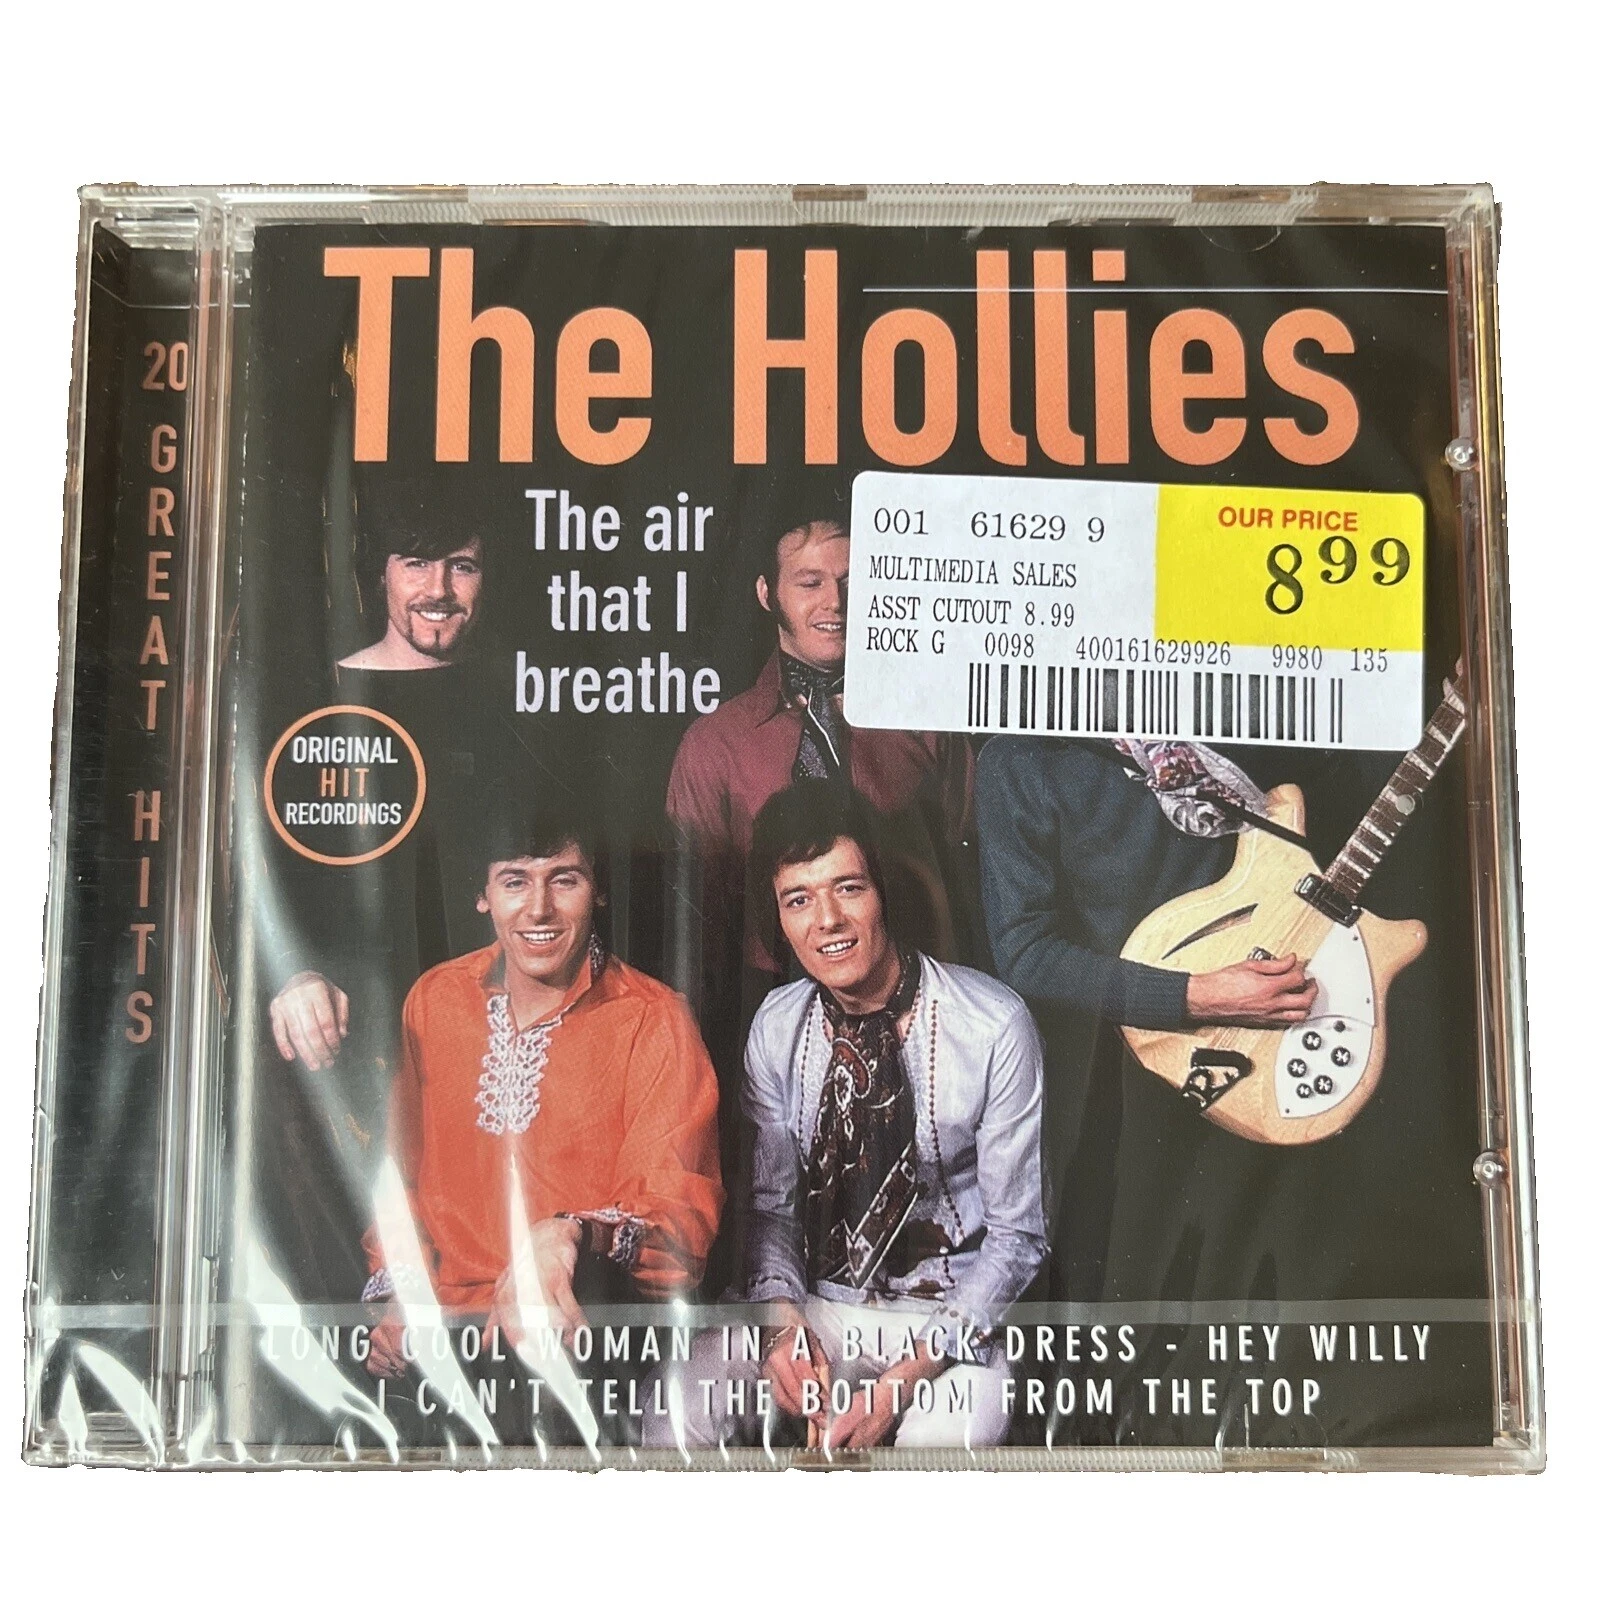 The Hollies
The air
that I
breathe
001 61629 9
OUR PRICE
8.99
MULTIMEDIA SALES
ASST CUTOUT 8.99
ROCK G 0098 400161629926 9980 135
20 GREAT HITS
ORIGINAL
HIT
RECORDINGS
LONG COOL WOMAN IN A BLACK DRESS - HEY WILLY
I CAN'T TELL THE BOTTOM FROM THE TOP